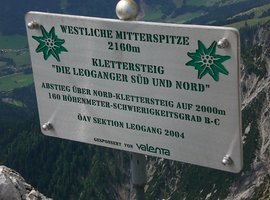 WESTLICHE MITTERSPITZE
2160m
KLETTERSTEIG
"DIE LEOGANGER SÜD UND NORD"
ABSTIEG ÜBER NORD-KLETTERSTEIG AUF 2000m
160 HÖHENMETER-SCHWIERIGKEITSGRAD B-C
ÖAV SEKTION LEOGANG 2004
GESPONSERT VON Valenta